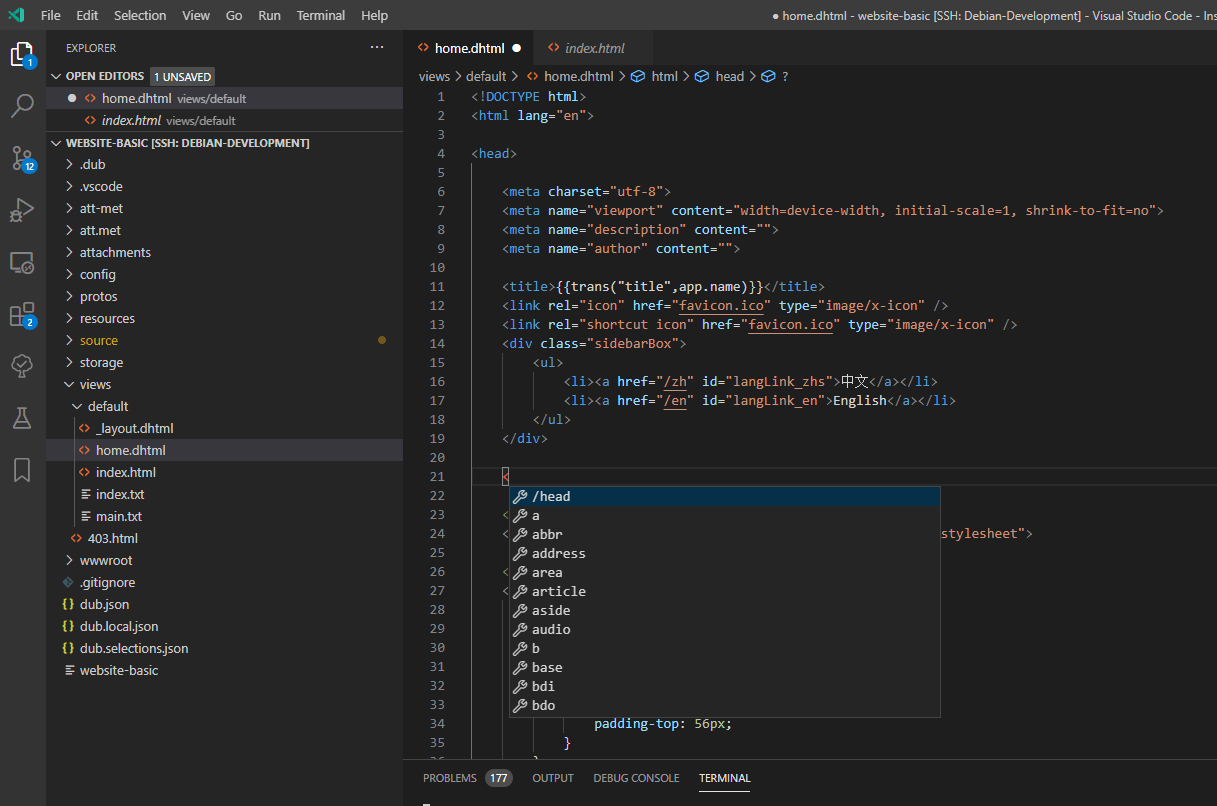 File Edit Selection View Go Run Terminal Help
● home.dhtml - website-basic [SSH: Debian-Development] - Visual Studio Code - Ins
EXPLORER ···
OPEN EDITORS 1 UNSAVED
home.dhtml views/default
index.html views/default
WEBSITE-BASIC [SSH: DEBIAN-DEVELOPMENT]
.dub
.vscode
att-met
att.met
attachments
config
protos
resources
source
storage
views
default
_layout.dhtml
home.dhtml
index.html
index.txt
main.txt
403.html
wwwroot
.gitignore
dub.json
dub.local.json
dub.selections.json
website-basic
1
12
2
home.dhtml ● index.html
views > default > home.dhtml > html > head > ?
1 <!DOCTYPE html>
2 <html lang="en">
3
4 <head>
5
6 <meta charset="utf-8">
7 <meta name="viewport" content="width=device-width, initial-scale=1, shrink-to-fit=no">
8 <meta name="description" content="">
9 <meta name="author" content="">
10
11 <title>{{trans("title",app.name)}}</title>
12 <link rel="icon" href="favicon.ico" type="image/x-icon" />
13 <link rel="shortcut icon" href="favicon.ico" type="image/x-icon" />
14 <div class="sidebarBox">
15 <ul>
16 <li><a href="/zh" id="langLink_zhs">中文</a></li>
17 <li><a href="/en" id="langLink_en">English</a></li>
18 </ul>
19 </div>
20
21 <
22 /head
23 < a
24 < abbr stylesheet">
25 address
26 < area
27 < article
28 aside
29 audio
30 b
31 base
32 bdi
33 bdo
34 padding-top: 56px;
35 }
36 }
PROBLEMS 177 OUTPUT DEBUG CONSOLE TERMINAL